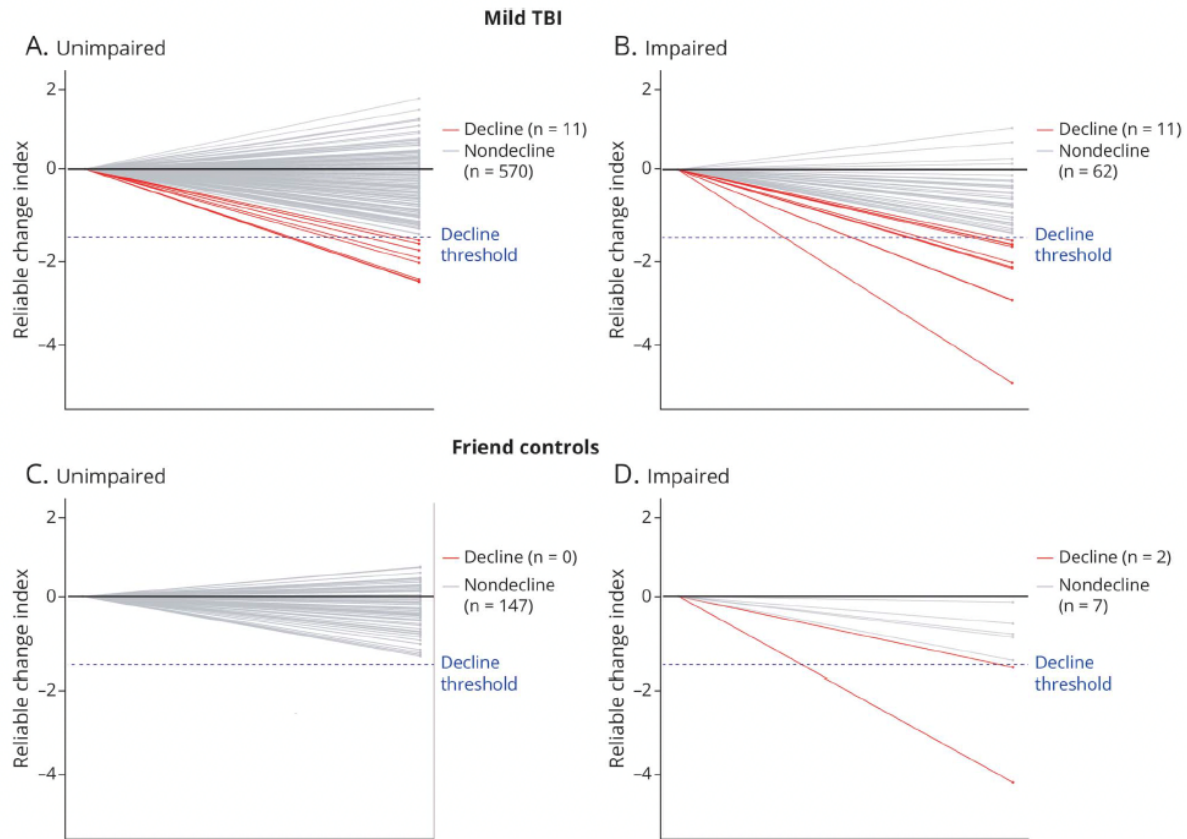 Mild TBI
A. Unimpaired
Reliable change index
2
0
–2
–4
Decline (n = 11)
Nondecline
(n = 570)
Decline
threshold
B. Impaired
Reliable change index
2
0
–2
–4
Decline (n = 11)
Nondecline
(n = 62)
Decline
threshold
Friend controls
C. Unimpaired
Reliable change index
2
0
–2
–4
Decline (n = 0)
Nondecline
(n = 147)
Decline
threshold
D. Impaired
Reliable change index
2
0
–2
–4
Decline (n = 2)
Nondecline
(n = 7)
Decline
threshold